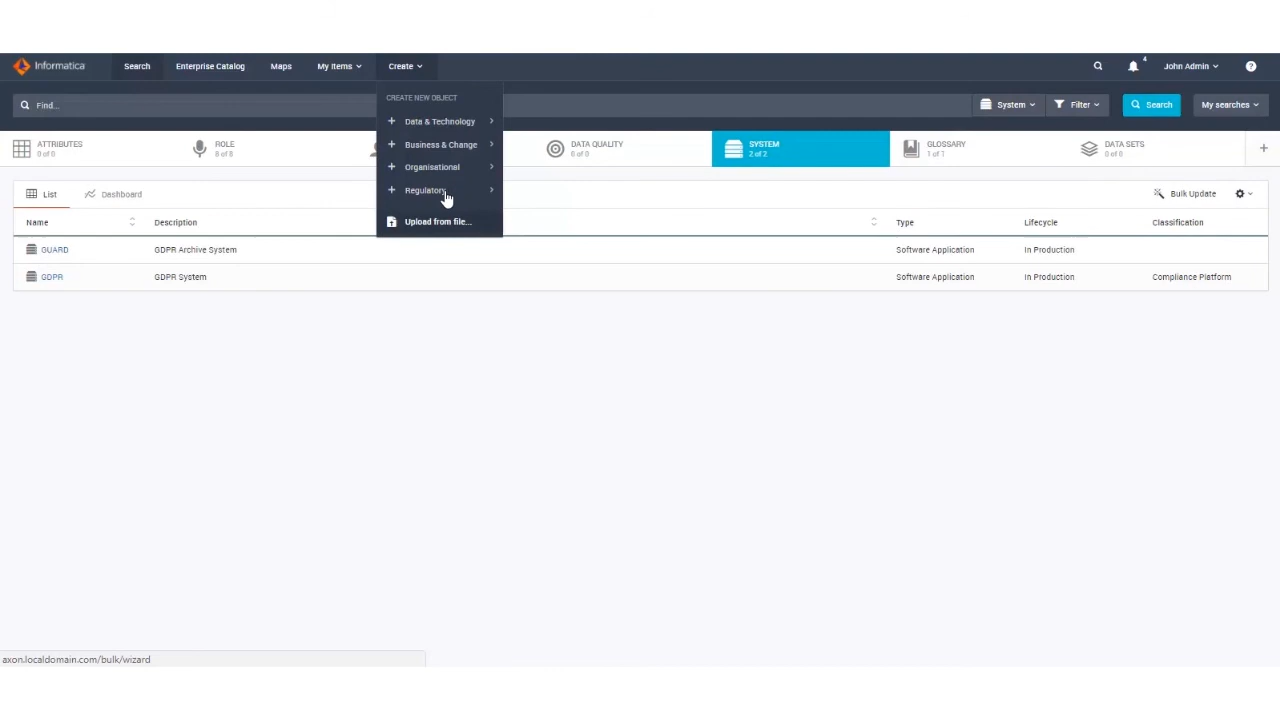 Informatica
Search
Enterprise Catalog
Maps
My Items
Create
4
John Admin
?
Find...
System
Filter
Search
My searches
CREATE NEW OBJECT
Data & Technology
Business & Change
Organisational
Regulatory
Upload from file...
ATTRIBUTES
ROLE
DATA QUALITY
SYSTEM
2 of 2
GLOSSARY
1 of 1
DATA SETS
List
Dashboard
Bulk Update
Name
Description
Type
Lifecycle
Classification
GUARD
GDPR Archive System
Software Application
In Production
GDPR
GDPR System
Software Application
In Production
Compliance Platform
axon.localdomain.com/bulk/wizard